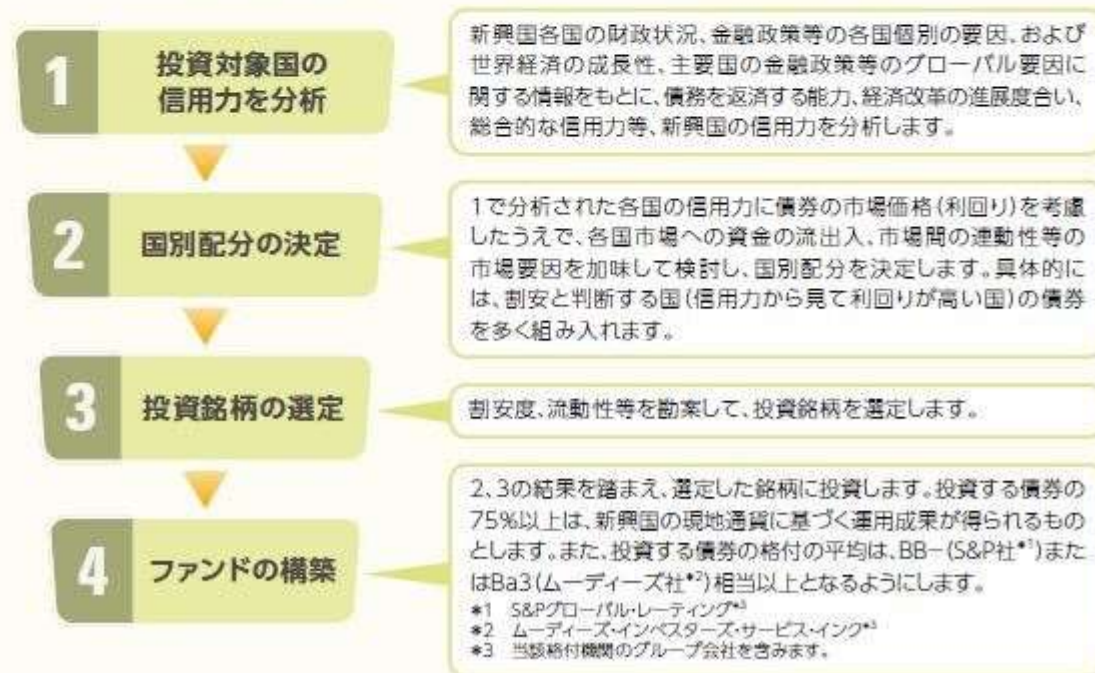 1
投資対象国の
信用力を分析
新興国各国の財政状況、金融政策等の各国個別の要因、および
世界経済の成長性、主要国の金融政策等のグローバル要因に
関する情報をもとに、債務を返済する能力、経済改革の進展度合い、
総合的な信用力等、新興国の信用力を分析します。
2
国別配分の決定
1で分析された各国の信用力に債券の市場価格(利回り)を考慮
したうえで、各国市場への資金の流出入、市場間の連動性等の
市場要因を加味して検討し、国別配分を決定します。具体的に
は、割安と判断する国(信用力から見て利回りが高い国)の債券
を多く組み入れます。
3
投資銘柄の選定
割安度、流動性等を勘案して、投資銘柄を選定します。
4
ファンドの構築
2、3の結果を踏まえ、選定した銘柄に投資します。投資する債券の
75%以上は、新興国の現地通貨に基づく運用成果が得られるもの
とします。また、投資する債券の格付の平均は、BB-(S&P社*1)また
はBa3(ムーディーズ社*2)相当以上となるようにします。
*1 S&Pグローバル・レーティング*3
*2 ムーディーズ・インベスターズ・サービス・インク*3
*3 当該格付機関のグループ会社を含みます。